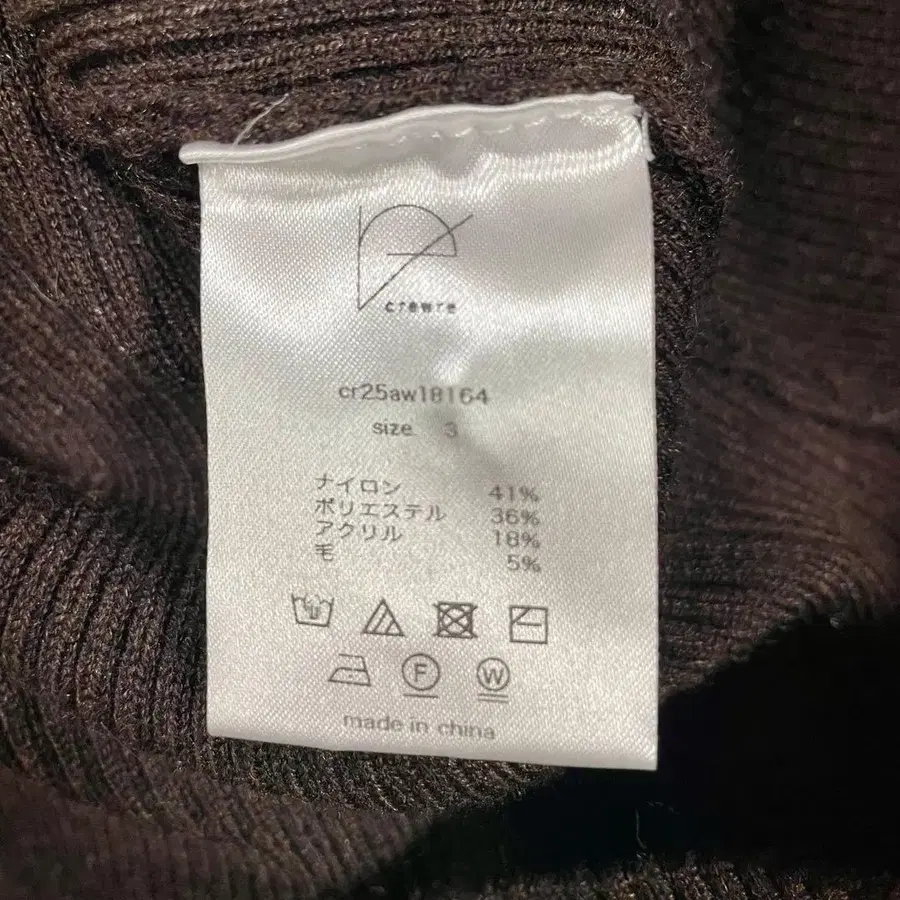 crewre
cr25aw18164
size 3
ナイロン 41%
ポリエステル 36%
アクリル 18%
毛 5%
F W
made in china